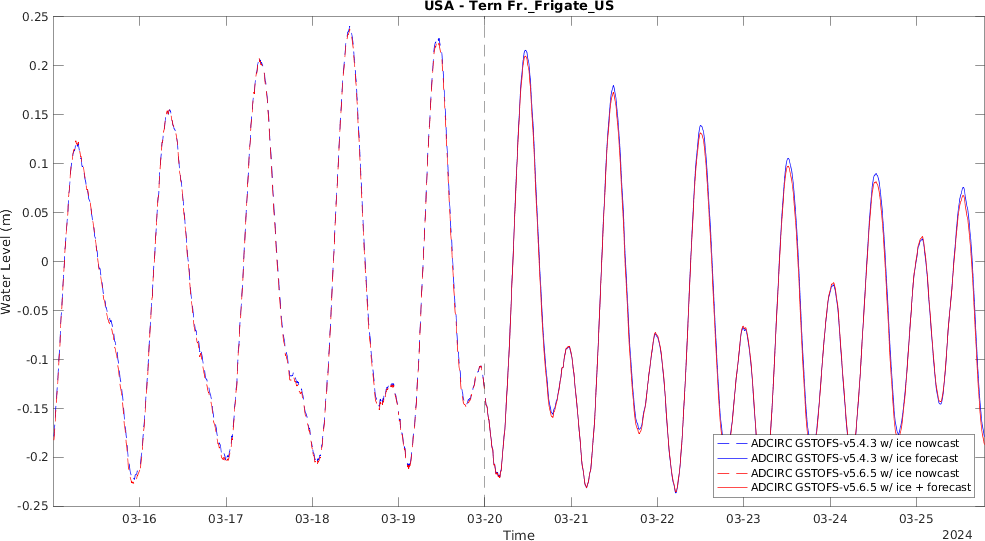 USA - Tern Fr._Frigate_US
0.25
0.2
0.15
0.1
0.05
0
-0.05
-0.1
-0.15
-0.2
-0.25
Water Level (m)
ADCIRC GSTOFS-v5.4.3 w/ ice nowcast
ADCIRC GSTOFS-v5.4.3 w/ ice forecast
ADCIRC GSTOFS-v5.6.5 w/ ice nowcast
ADCIRC GSTOFS-v5.6.5 w/ ice + forecast
03-16 03-17 03-18 03-19 03-20 03-21 03-22 03-23 03-24 03-25
Time
2024